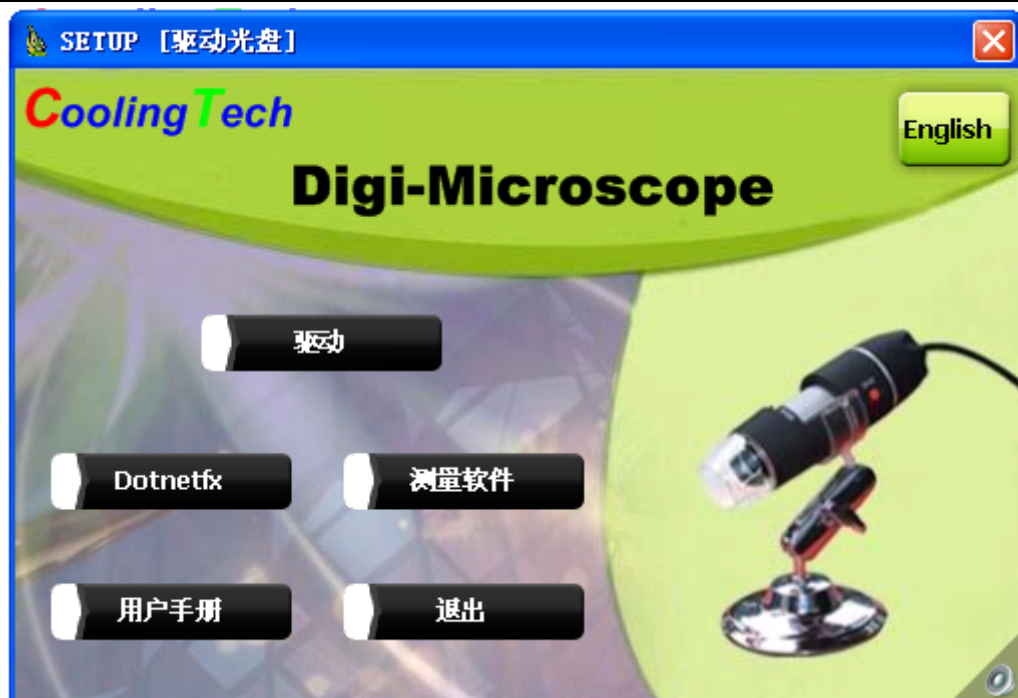 SETUP [驱动光盘]
CoolingTech
English
Digi-Microscope
驱动
Dotnetfx
测量软件
用户手册
退出